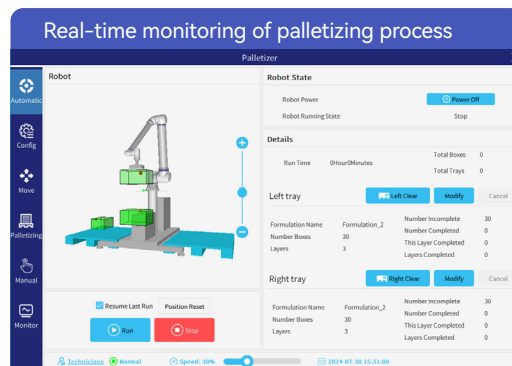 Real-time monitoring of palletizing process
Palletizer
Automatic
Config
Move
Palletizing
Manual
Monitor
Robot
Resume Last Run
Position Reset
Run
Stop
Robot State
Robot Power
Power Off
Robot Running State
Stop
Details
Run Time 0Hour0Minutes
Total Boxes 0
Total Trays 0
Left tray
Left Clear
Modify
Cancel
Formulation Name Formulation_2
Number Boxes 30
Layers 3
Number Incomplete 30
Number Completed 0
This Layer Completed 0
Layers Completed 0
Right tray
Right Clear
Modify
Cancel
Formulation Name Formulation_2
Number Boxes 30
Layers 3
Number Incomplete 30
Number Completed 0
This Layer Completed 0
Layers Completed 0
Technicians
Normal
Speed: 30%
2024-07-30 15:31:00